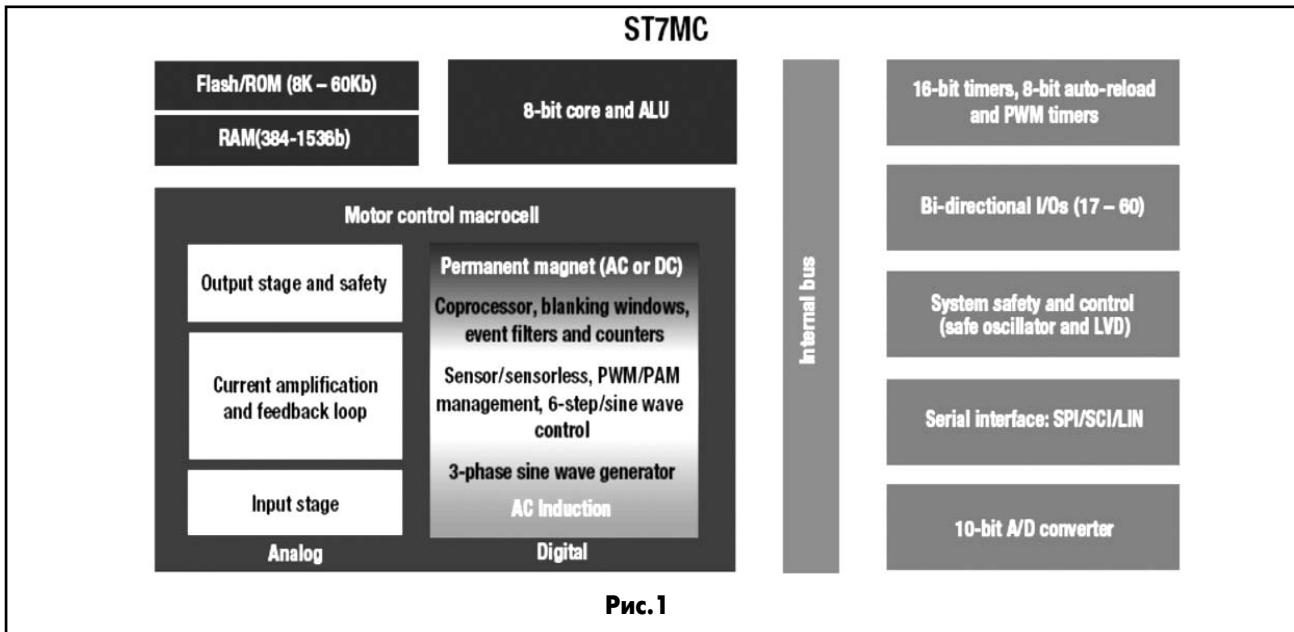 ST7MC
Flash/ROM (8K – 60Kb)
RAM(384-1536b)
8-bit core and ALU
Motor control macrocell
Output stage and safety
Current amplification
and feedback loop
Input stage
Analog
Permanent magnet (AC or DC)
Coprocessor, blanking windows,
event filters and counters
Sensor/sensorless, PWM/PAM
management, 6-step/sine wave
control
3-phase sine wave generator
AC Induction
Digital
Internal bus
16-bit timers, 8-bit auto-reload
and PWM timers
Bi-directional I/Os (17 – 60)
System safety and control
(safe oscillator and LVD)
Serial interface: SPI/SCI/LIN
10-bit A/D converter
Рис.1